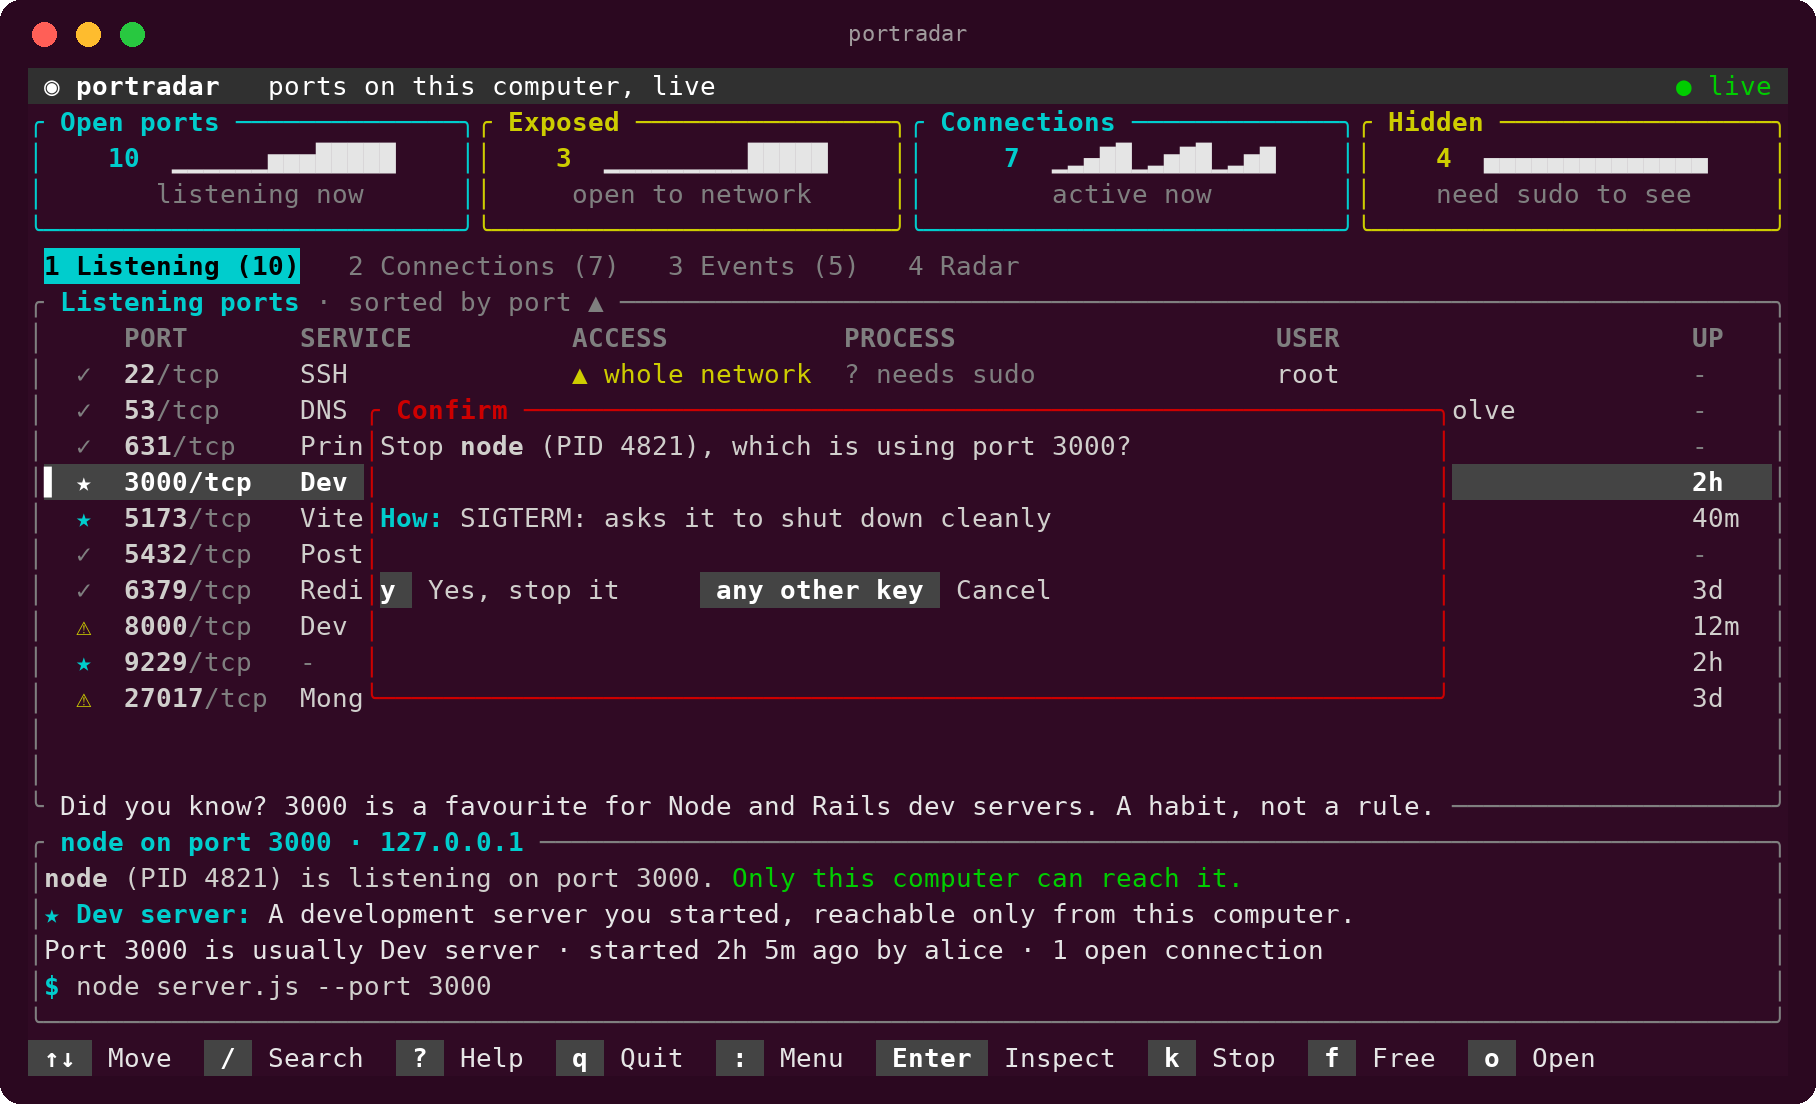 portradar
◉ portradar ports on this computer, live ● live
Open ports Exposed Connections Hidden
10 3 7 4
listening now open to network active now need sudo to see
1 Listening (10) 2 Connections (7) 3 Events (5) 4 Radar
Listening ports · sorted by port ▲
PORT SERVICE ACCESS PROCESS USER UP
✓ 22/tcp SSH ▲ whole network ? needs sudo root -
✓ 53/tcp DNS Confirm olve -
✓ 631/tcp Prin Stop node (PID 4821), which is using port 3000? -
★ 3000/tcp Dev 2h
★ 5173/tcp Vite How: SIGTERM: asks it to shut down cleanly 40m
✓ 5432/tcp Post -
✓ 6379/tcp Redi y Yes, stop it any other key Cancel 3d
⚠ 8000/tcp Dev 12m
★ 9229/tcp - 2h
⚠ 27017/tcp Mong 3d
Did you know? 3000 is a favourite for Node and Rails dev servers. A habit, not a rule.
node on port 3000 · 127.0.0.1
node (PID 4821) is listening on port 3000. Only this computer can reach it.
★ Dev server: A development server you started, reachable only from this computer.
Port 3000 is usually Dev server · started 2h 5m ago by alice · 1 open connection
$ node server.js --port 3000
↑↓ Move / Search ? Help q Quit : Menu Enter Inspect k Stop f Free o Open